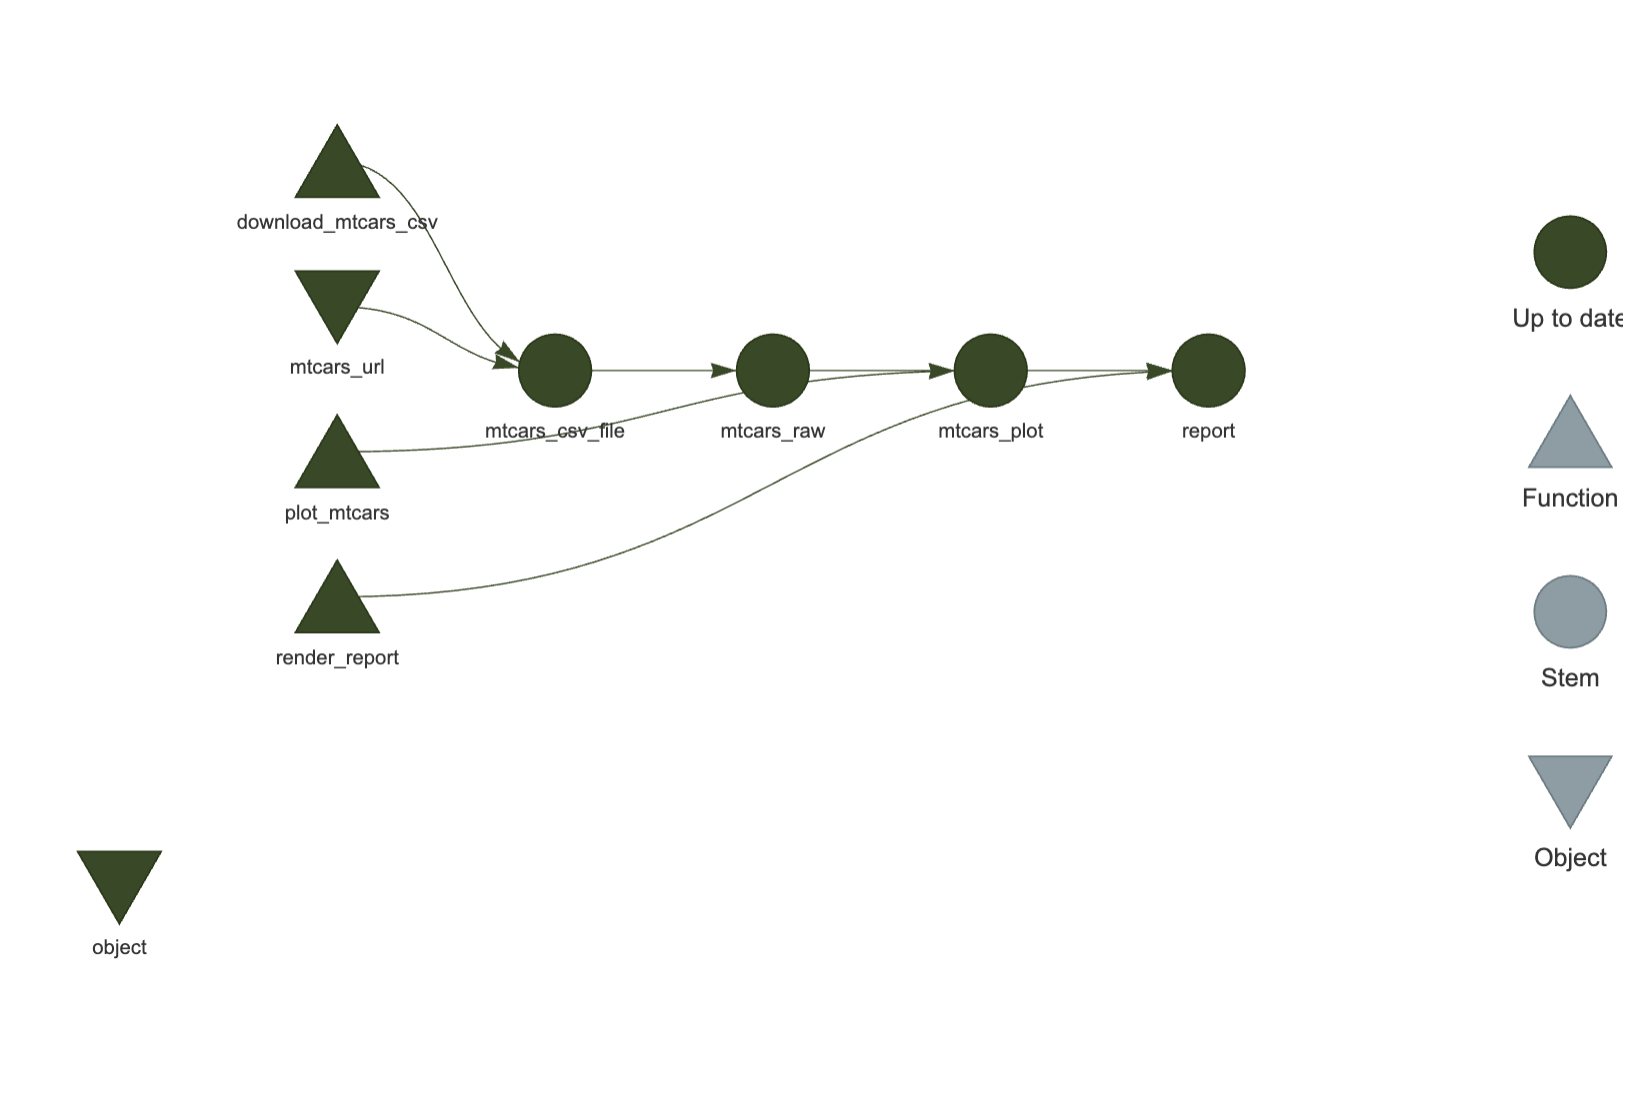 download_mtcars_csv
mtcars_url
mtcars_csv_file
mtcars_raw
mtcars_plot
report
plot_mtcars
render_report
object
Up to date
Function
Stem
Object